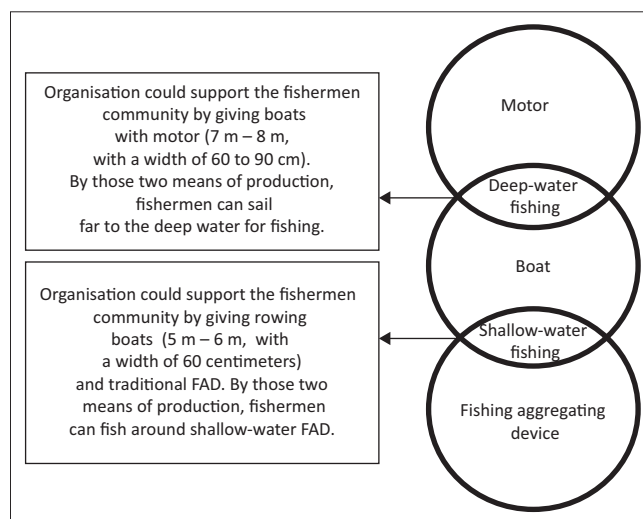 Organisation could support the fishermen
community by giving boats
with motor (7 m – 8 m,
with a width of 60 to 90 cm).
By those two means of production,
fishermen can sail
far to the deep water for fishing.
Organisation could support the fishermen
community by giving rowing
boats (5 m – 6 m, with
a width of 60 centimeters)
and traditional FAD. By those two
means of production, fishermen
can fish around shallow-water FAD.
Motor
Deep-water
fishing
Boat
Shallow-water
fishing
Fishing aggregating
device